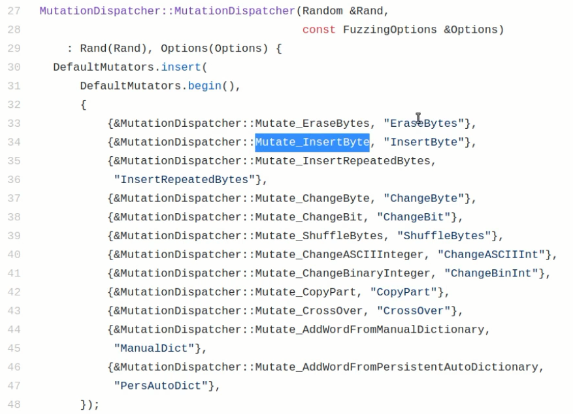 27 MutationDispatcher::MutationDispatcher(Random &Rand,
28 const FuzzingOptions &Options)
29 : Rand(Rand), Options(Options) {
30 DefaultMutators.insert(
31 DefaultMutators.begin(),
32 {
33 {&MutationDispatcher::Mutate_EraseBytes, "EraseBytes"},
34 {&MutationDispatcher::Mutate_InsertByte, "InsertByte"},
35 {&MutationDispatcher::Mutate_InsertRepeatedBytes,
36 "InsertRepeatedBytes"},
37 {&MutationDispatcher::Mutate_ChangeByte, "ChangeByte"},
38 {&MutationDispatcher::Mutate_ChangeBit, "ChangeBit"},
39 {&MutationDispatcher::Mutate_ShuffleBytes, "ShuffleBytes"},
40 {&MutationDispatcher::Mutate_ChangeASCIIInteger, "ChangeASCIIInt"},
41 {&MutationDispatcher::Mutate_ChangeBinaryInteger, "ChangeBinInt"},
42 {&MutationDispatcher::Mutate_CopyPart, "CopyPart"},
43 {&MutationDispatcher::Mutate_CrossOver, "CrossOver"},
44 {&MutationDispatcher::Mutate_AddWordFromManualDictionary,
45 "ManualDict"},
46 {&MutationDispatcher::Mutate_AddWordFromPersistentAutoDictionary,
47 "PersAutoDict"},
48 });